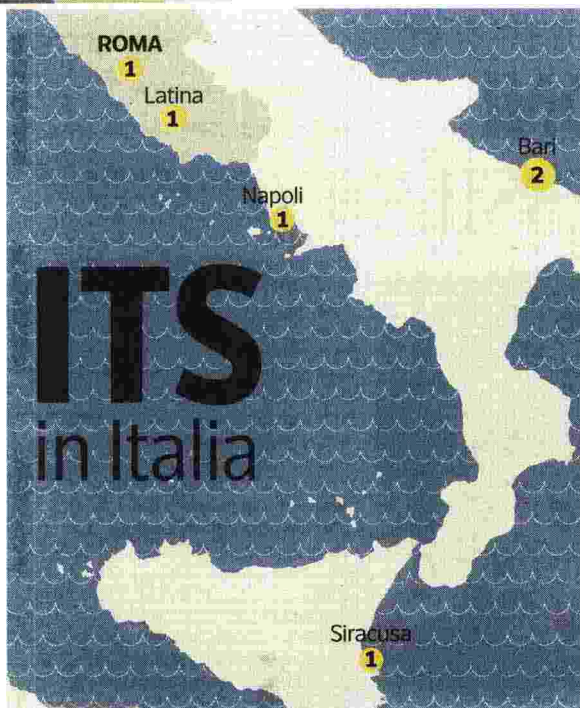 ROMA
1
Latina
1
Bari
2
Napoli
1
ITS
in Italia
Siracusa
1